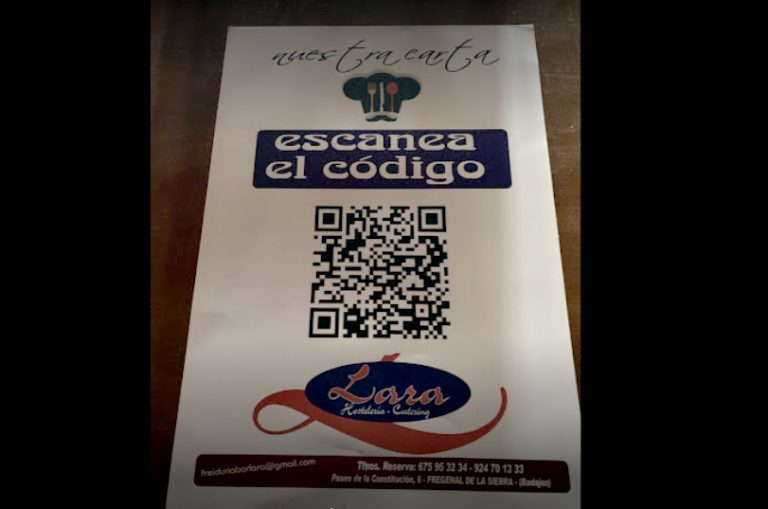 nuestra carta
escanea
el código
Lara
Hostelería - Catering
freiduriabarlara@gmail.com
Tfnos. Reserva: 675 95 32 34 - 924 70 13 33
Paseo de la Constitución, 6 - FREGENAL DE LA SIERRA - (Badajoz)